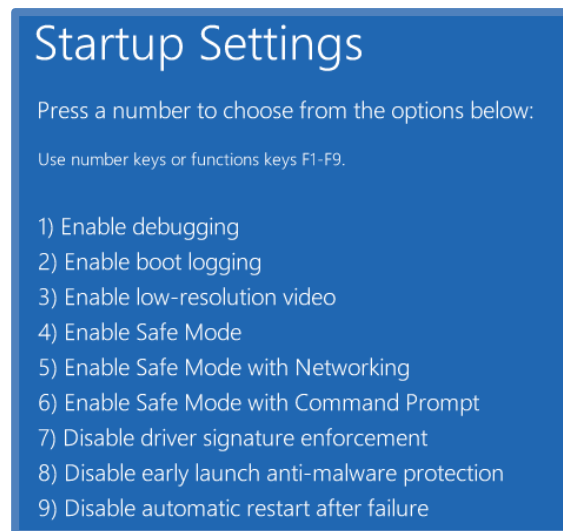 Startup Settings
Press a number to choose from the options below:
Use number keys or functions keys F1-F9.
1) Enable debugging
2) Enable boot logging
3) Enable low-resolution video
4) Enable Safe Mode
5) Enable Safe Mode with Networking
6) Enable Safe Mode with Command Prompt
7) Disable driver signature enforcement
8) Disable early launch anti-malware protection
9) Disable automatic restart after failure